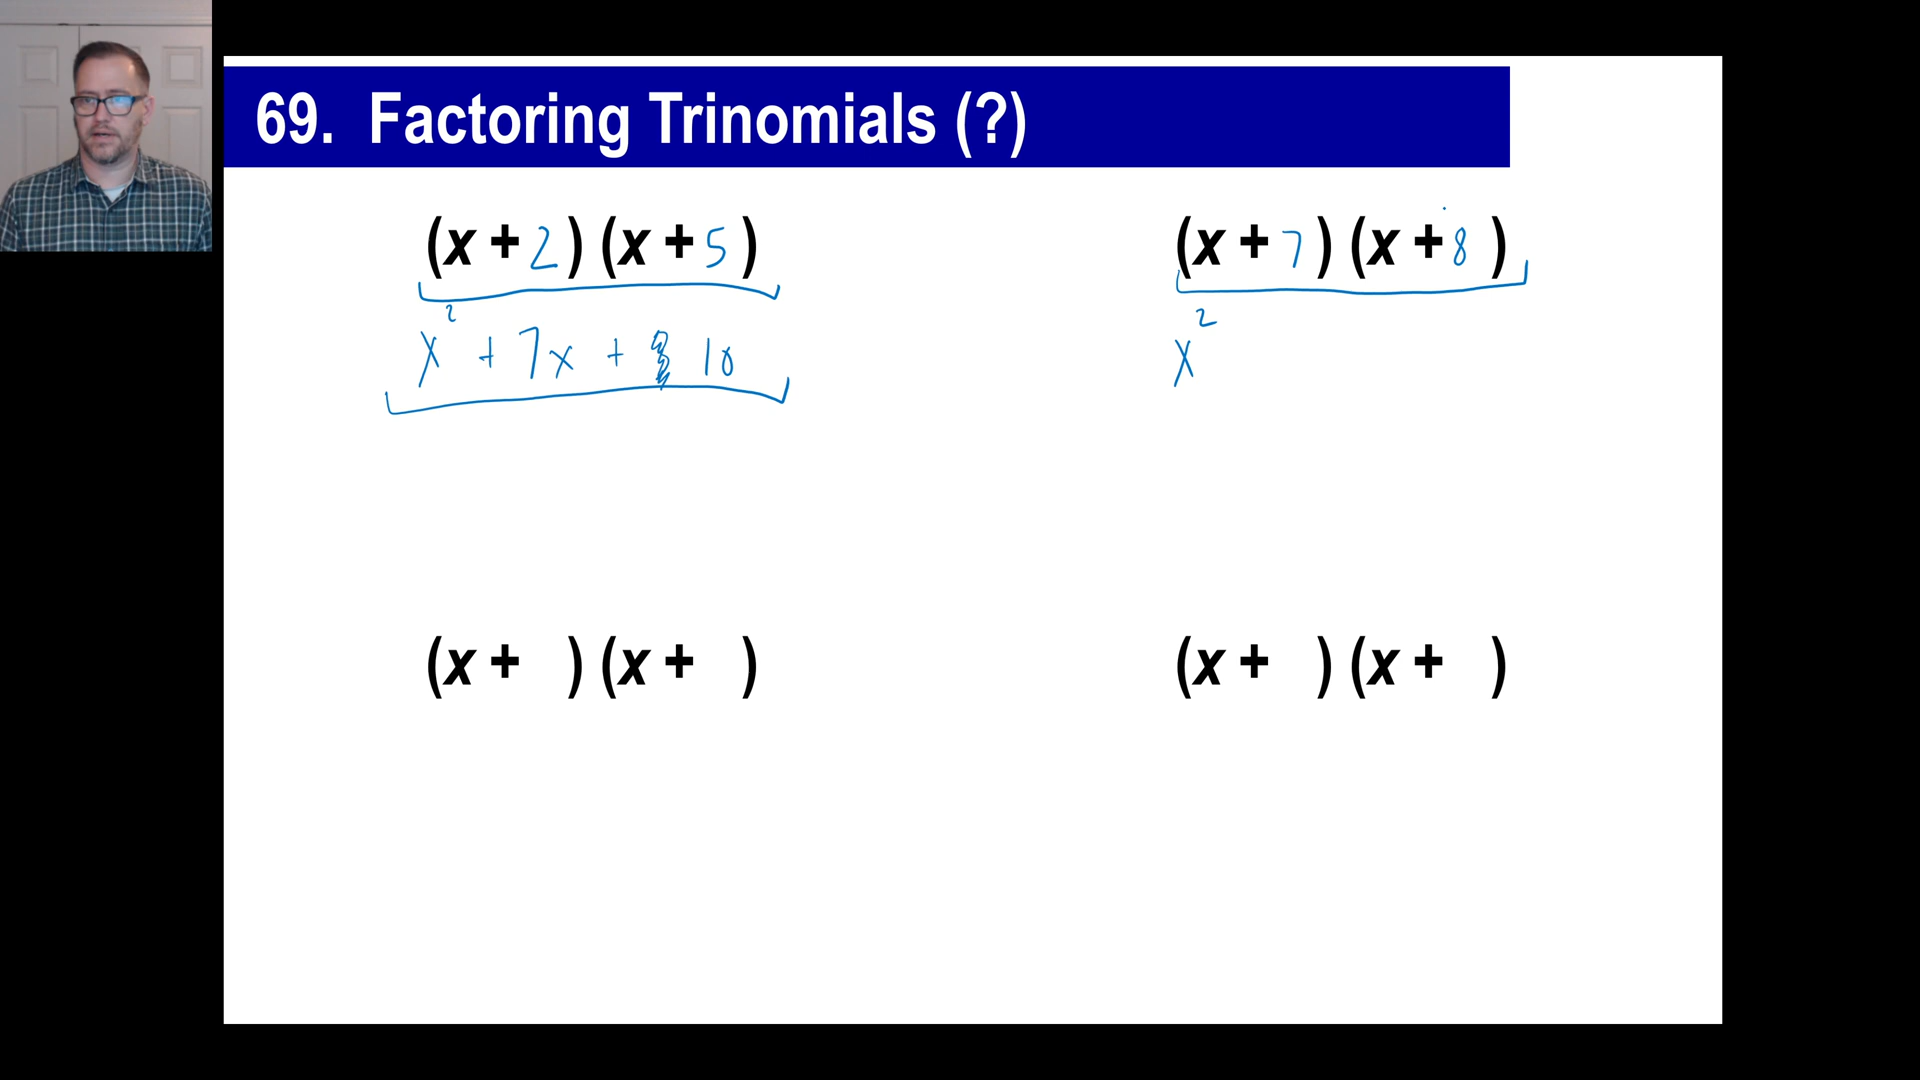 69. Factoring Trinomials (?)
(x + 2) (x + 5)
(x + 7) (x + 8)
x² + 7x + 10
x²
(x + ) (x + )
(x + ) (x + )